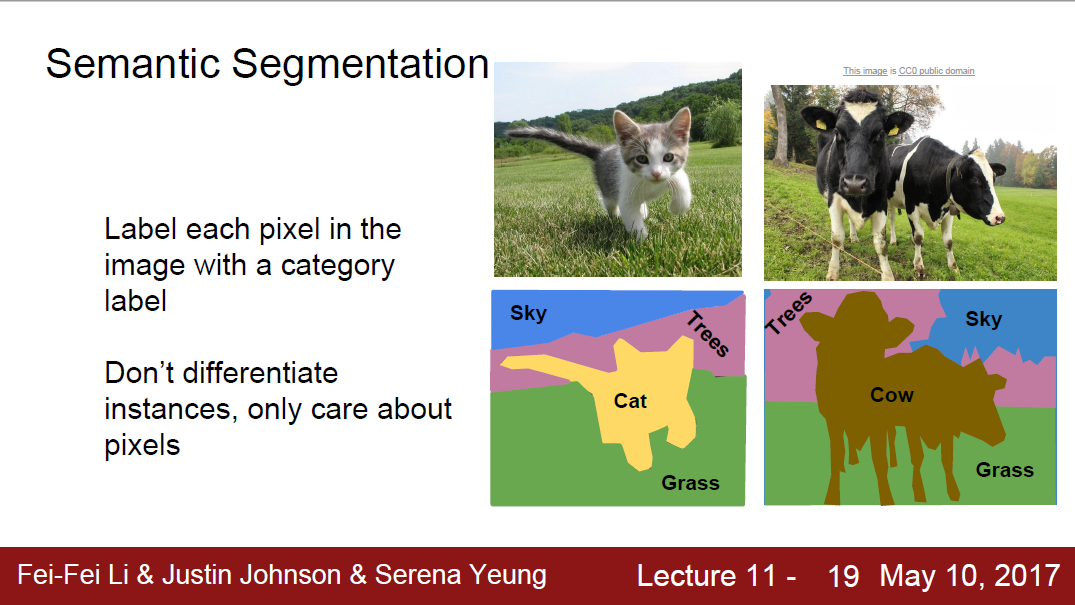 Semantic Segmentation
This image is CC0 public domain
Label each pixel in the
image with a category
label
Don't differentiate
instances, only care about
pixels
Sky
Trees
Cat
Grass
Trees
Sky
Cow
Grass
Fei-Fei Li & Justin Johnson & Serena Yeung Lecture 11 - 19 May 10, 2017